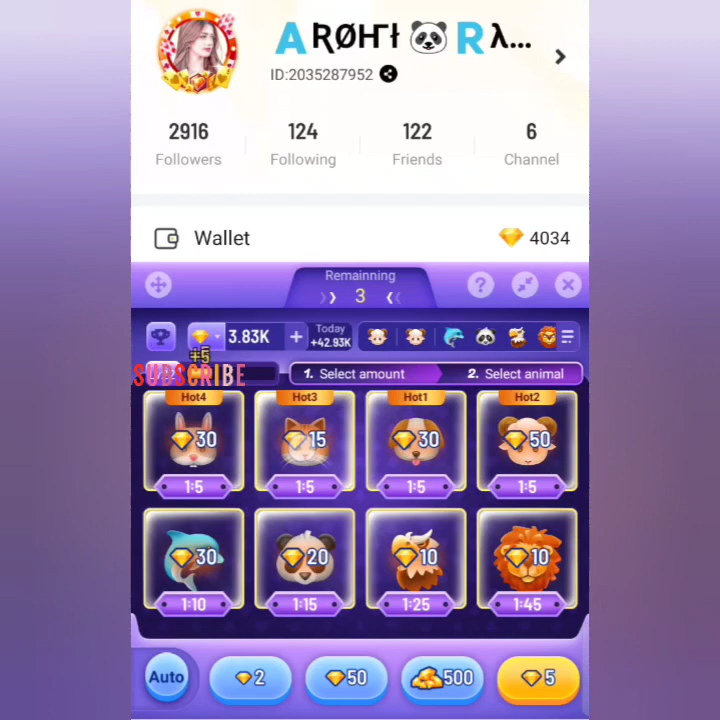 A ƦØҤƗ 🐼 R λ...
ID:2035287952
2916 124 122 6
Followers Following Friends Channel
Wallet 4034
Remainning
3
3.83K + Today +42.93K
+5
SUBSCRIBE
1. Select amount 2. Select animal
Hot4 Hot3 Hot1 Hot2
30 15 30 50
1:5 1:5 1:5 1:5
30 20 10 10
1:10 1:15 1:25 1:45
Auto 2 50 500 5